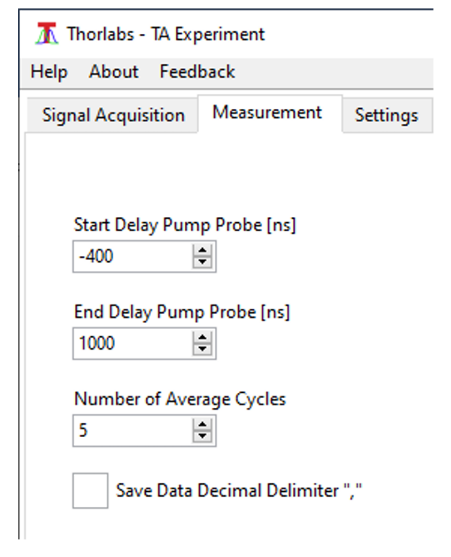 Thorlabs - TA Experiment
Help About Feedback
Signal Acquisition Measurement Settings
Start Delay Pump Probe [ns]
-400
End Delay Pump Probe [ns]
1000
Number of Average Cycles
5
Save Data Decimal Delimiter ","